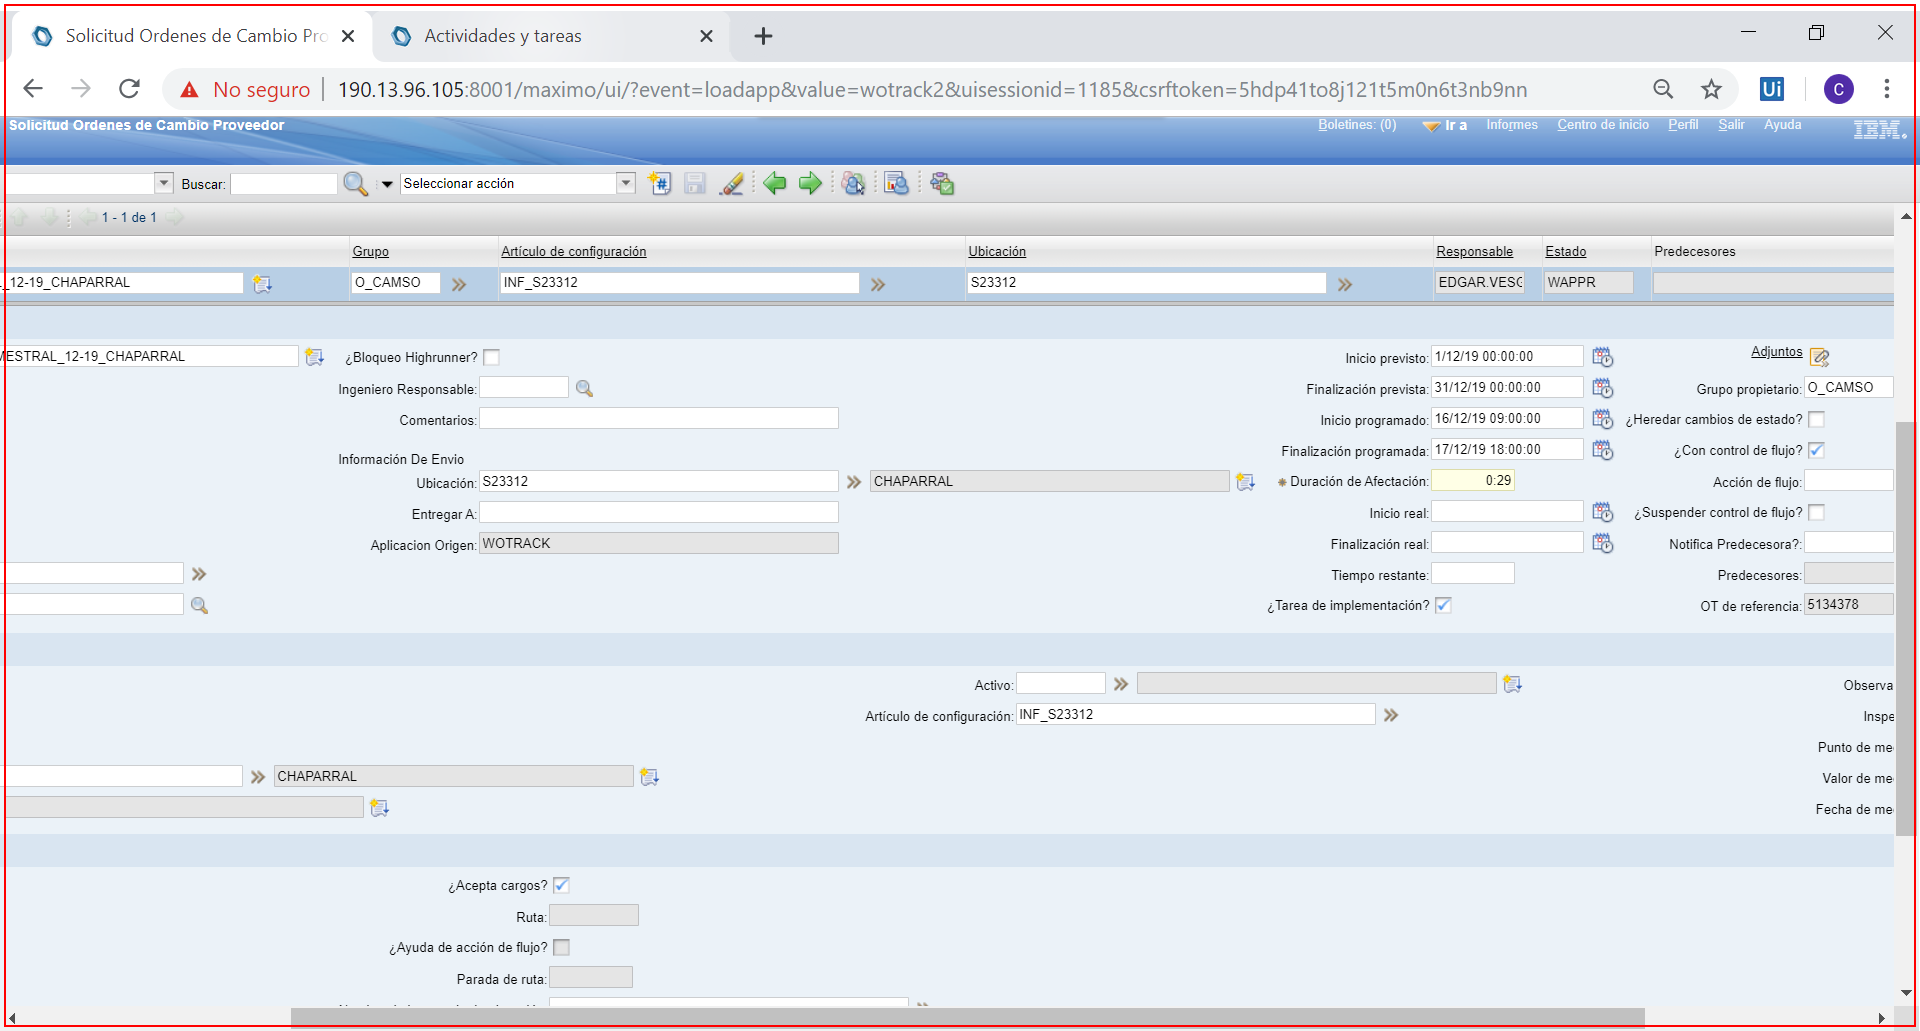 Solicitud Ordenes de Cambio Pro
Actividades y tareas
No seguro 190.13.96.105:8001/maximo/ui/?event=loadapp&value=wotrack2&uisessionid=1185&csrftoken=5hdp41to8j121t5m0n6t3nb9nn
Ui
C
Solicitud Ordenes de Cambio Proveedor
Boletines: (0) Ir a Informes Centro de inicio Perfil Salir Ayuda IBM.
Buscar: Seleccionar acción
1 - 1 de 1
Grupo Artículo de configuración Ubicación Responsable Estado Predecesores
_12-19_CHAPARRAL O_CAMSO INF_S23312 S23312 EDGAR.VESG WAPPR
MESTRAL_12-19_CHAPARRAL ¿Bloqueo Highrunner? Inicio previsto: 1/12/19 00:00:00 Adjuntos
Ingeniero Responsable: Finalización prevista: 31/12/19 00:00:00 Grupo propietario: O_CAMSO
Comentarios: Inicio programado: 16/12/19 09:00:00 ¿Heredar cambios de estado?
Información De Envio Finalización programada: 17/12/19 18:00:00 ¿Con control de flujo?
Ubicación: S23312 CHAPARRAL Duración de Afectación: 0:29 Acción de flujo:
Entregar A: Inicio real: ¿Suspender control de flujo?
Aplicacion Origen: WOTRACK Finalización real: Notifica Predecesora?:
Tiempo restante: Predecesores:
¿Tarea de implementación? OT de referencia: 5134378
Activo: Observa
Artículo de configuración: INF_S23312 Inspe
Punto de me
CHAPARRAL Valor de me
Fecha de me
¿Acepta cargos?
Ruta:
¿Ayuda de acción de flujo?
Parada de ruta: